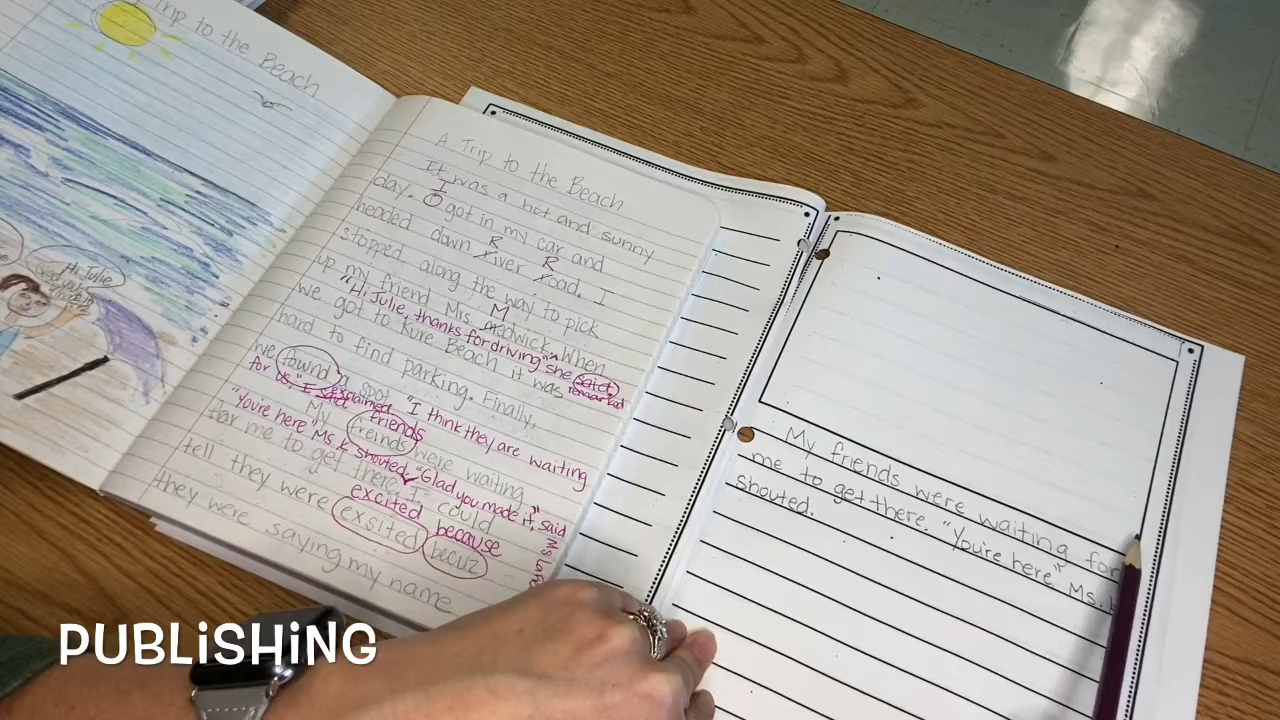 Trip to the Beach
Hi Julie
A Trip to the Beach
It was a hot and sunny
I
day. O got in my car and
R R
headed down river road. I
stopped along the way to pick
M
up my friend Mrs. medwick. When
"Hi, Julie, thanks for driving" she said
remarked
we got to Kure Beach it was
hard to find parking. Finally,
we fownd a spot
exclaimed "I think they are waiting
for us," I said
My freinds were waiting
friends
"You're here" Ms. K shouted. "Glad you made it," said
for me to get there. I could
excited because
tell they were exsited becuz
they were saying my name
My friends were waiting for
me to get there. "You're here" Ms.
shouted.
PUBLiSHiNG